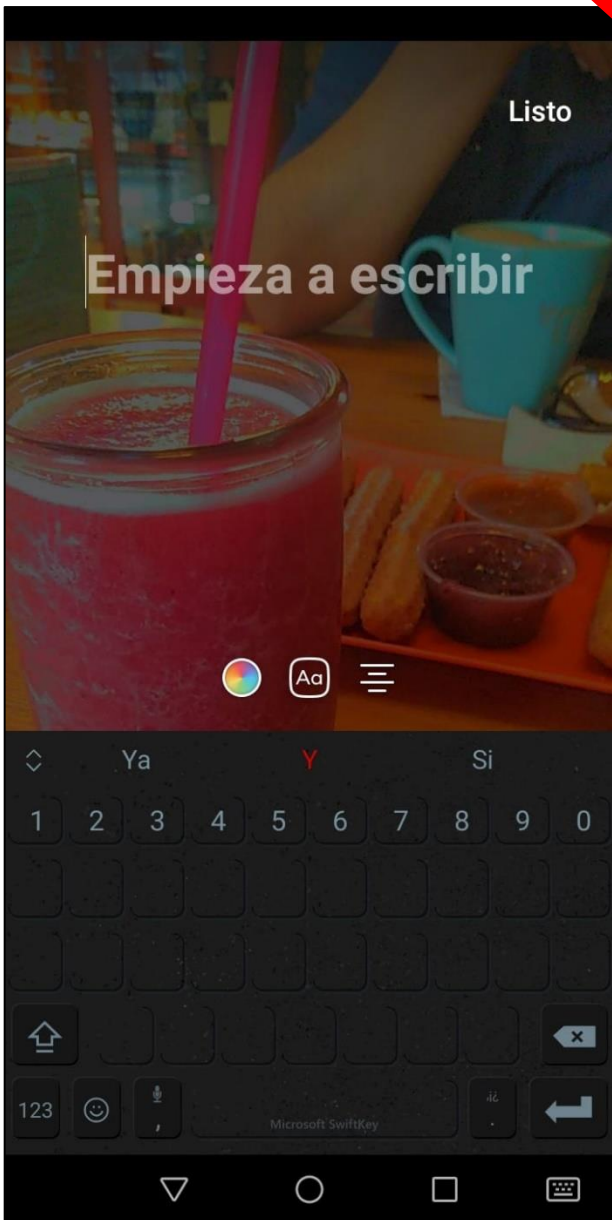 Listo
Empieza a escribir
Aa
Ya Y Si
1 2 3 4 5 6 7 8 9 0
123 , Microsoft SwiftKey ¡¿ .